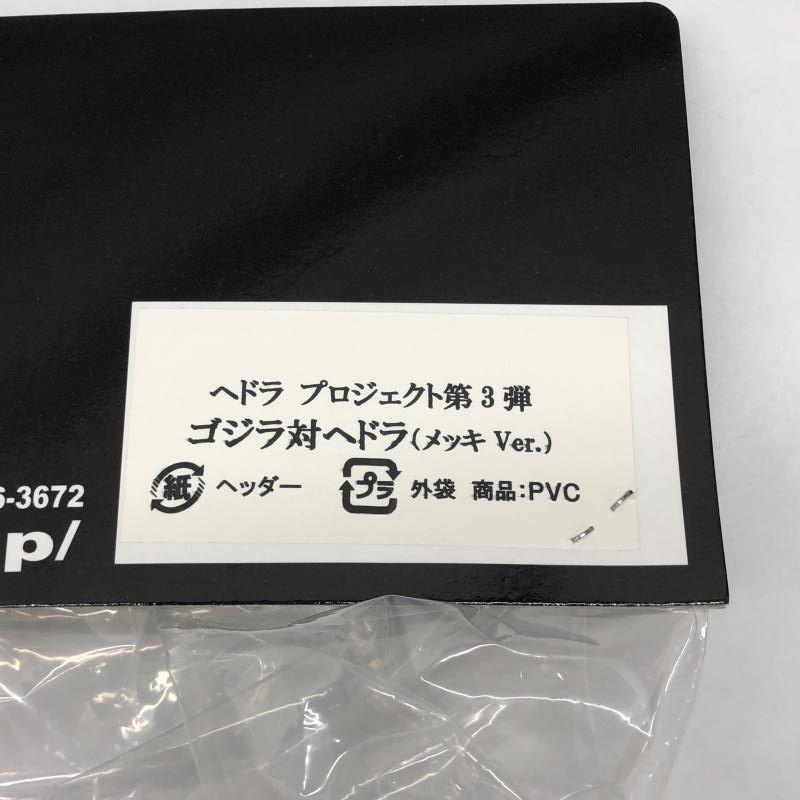 ヘドラ プロジェクト第3弾
ゴジラ対ヘドラ(メッキ Ver.)
紙 ヘッダー プラ 外袋 商品:PVC
-3672
p/